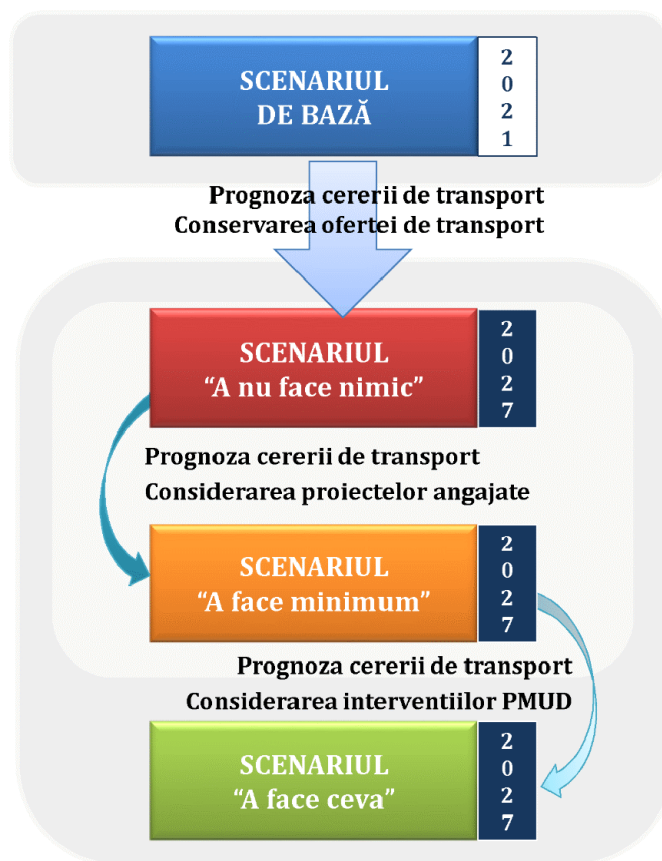 SCENARIUL
DE BAZĂ
2
0
2
1
Prognoza cererii de transport
Conservarea ofertei de transport
SCENARIUL
“A nu face nimic”
2
0
2
7
Prognoza cererii de transport
Considerarea proiectelor angajate
SCENARIUL
“A face minimum”
2
0
2
7
Prognoza cererii de transport
Considerarea interventiilor PMUD
SCENARIUL
“A face ceva”
2
0
2
7